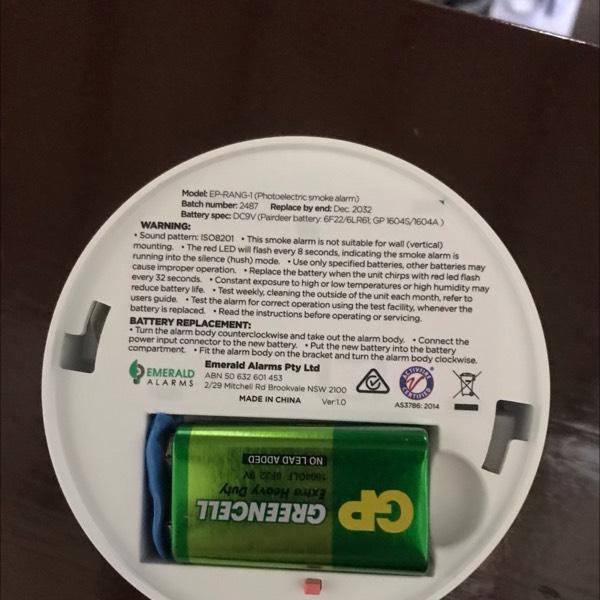 Model: EP-RANG-1 (Photoelectric smoke alarm)
Batch number: 2487 Replace by end: Dec. 2032
Battery spec: DC9V (Pairdeer battery: 6F22/6LR61; GP 1604S/1604A)
WARNING:
• Sound pattern: ISO8201 • This smoke alarm is not suitable for wall (vertical)
mounting. • The red LED will flash every 8 seconds, indicating the smoke alarm is
running into the silence (hush) mode. • Use only specified batteries, other batteries may
cause improper operation. • Replace the battery when the unit chirps with red led flash
every 32 seconds. • Constant exposure to high or low temperatures or high humidity may
reduce battery life. • Test weekly, cleaning the outside of the unit each month, refer to
users guide. • Test the alarm for correct operation using the test facility, whenever the
battery is replaced. • Read the instructions before operating or servicing.
BATTERY REPLACEMENT:
• Turn the alarm body counterclockwise and take out the alarm body. • Connect the
power input connector to the new battery. • Put the new battery into the battery
compartment. • Fit the alarm body on the bracket and turn the alarm body clockwise.
EMERALD
ALARMS
Emerald Alarms Pty Ltd
ABN 50 632 601 453
2/29 Mitchell Rd Brookvale NSW 2100
MADE IN CHINA Ver1.0
AS3786: 2014
GP
GREENCELL
Extra Heavy Duty
1604GLF 6F22 9V
NO LEAD ADDED